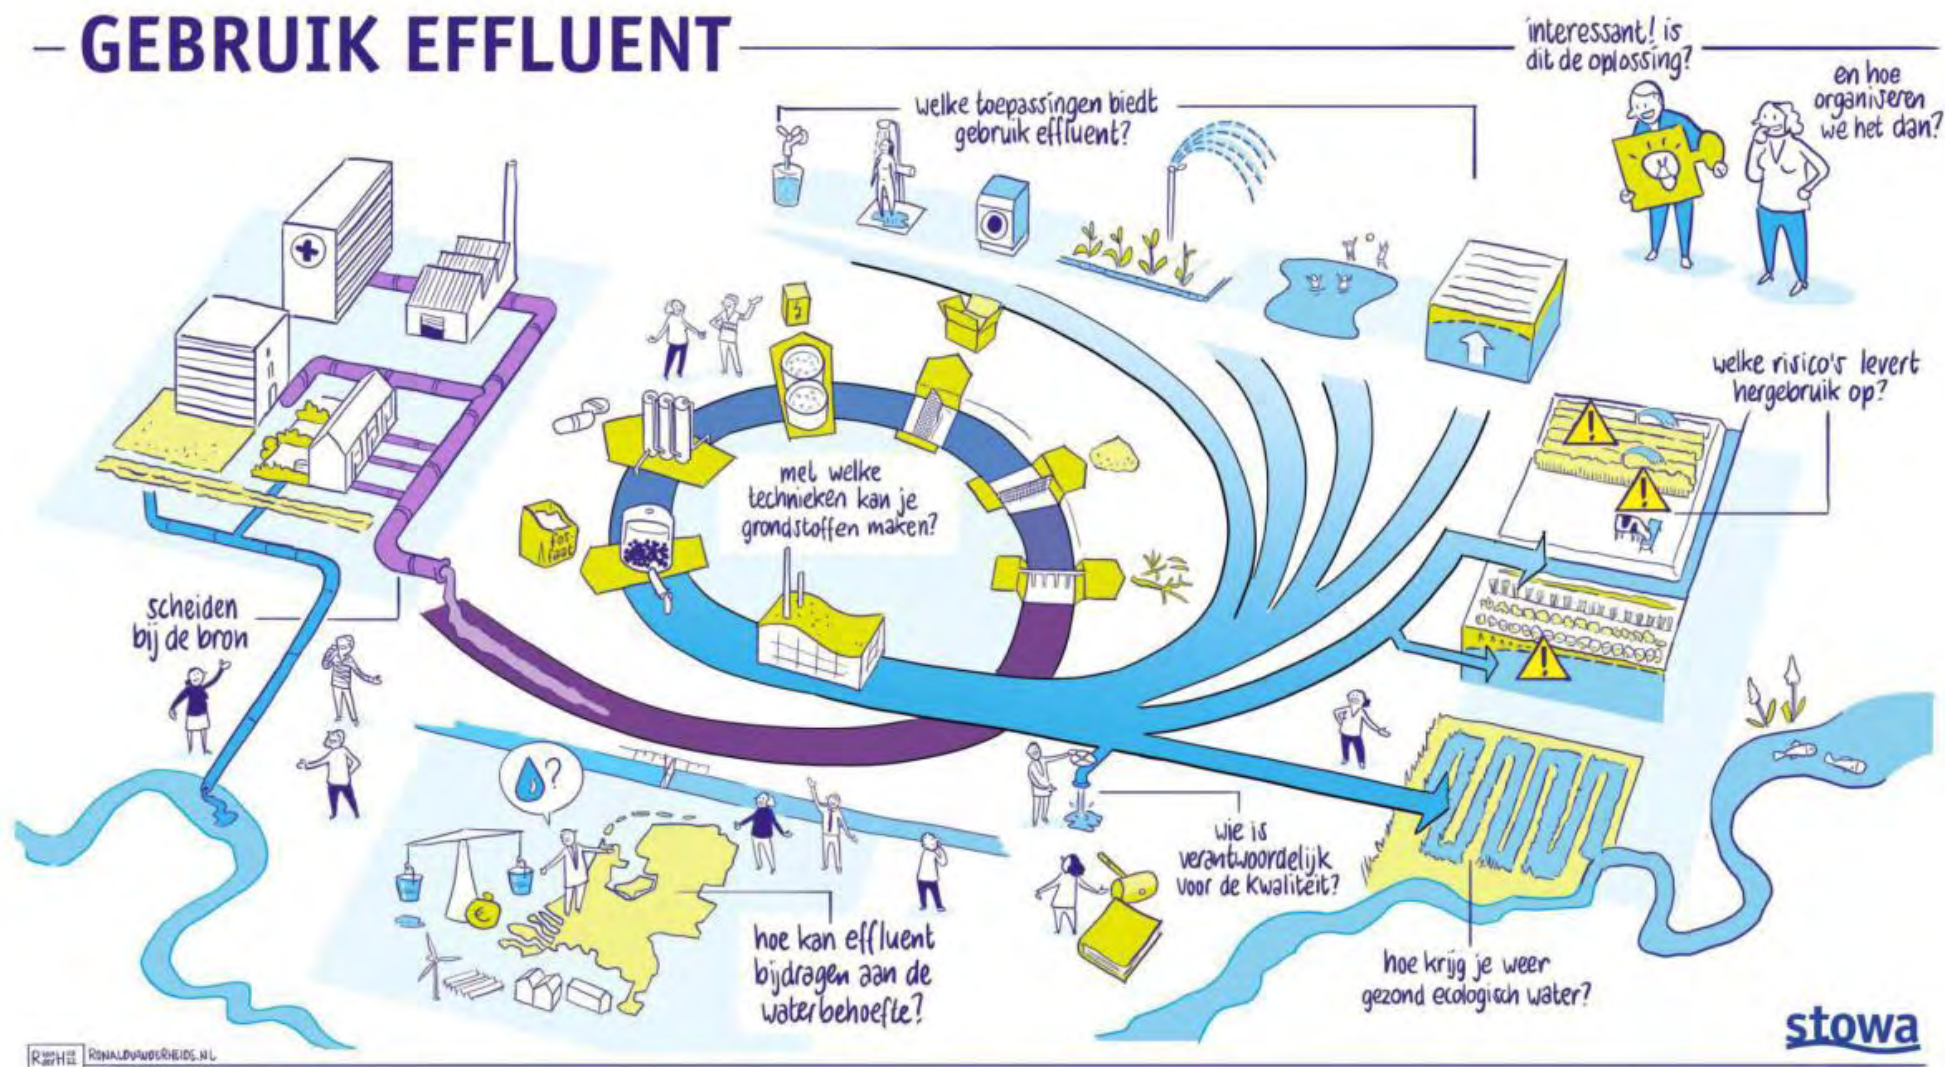 GEBRUIK EFFLUENT
interessant! is
dit de oplossing?
en hoe
organiseren
we het dan?
welke toepassingen biedt
gebruik effluent?
welke risico's levert
hergebruik op?
met welke
technieken kan je
grondstoffen maken?
fos-
faat
scheiden
bij de bron
?
wie is
verantwoordelijk
voor de kwaliteit?
€
hoe kan effluent
bijdragen aan de
waterbehoefte?
hoe krijg je weer
gezond ecologisch water?
stowa
RONALDVANDERHEIDE.NL